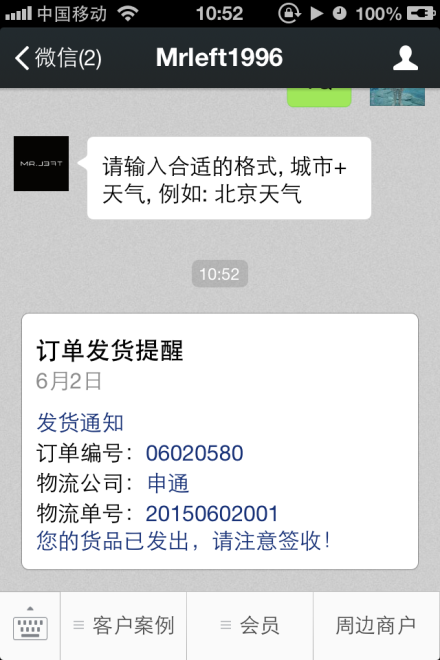 中国移动 10:52 100%
微信(2) Mrleft1996
请输入合适的格式, 城市+
天气, 例如: 北京天气
10:52
订单发货提醒
6月2日
发货通知
订单编号：06020580
物流公司：申通
物流单号：20150602001
您的货品已发出，请注意签收！
客户案例 会员 周边商户